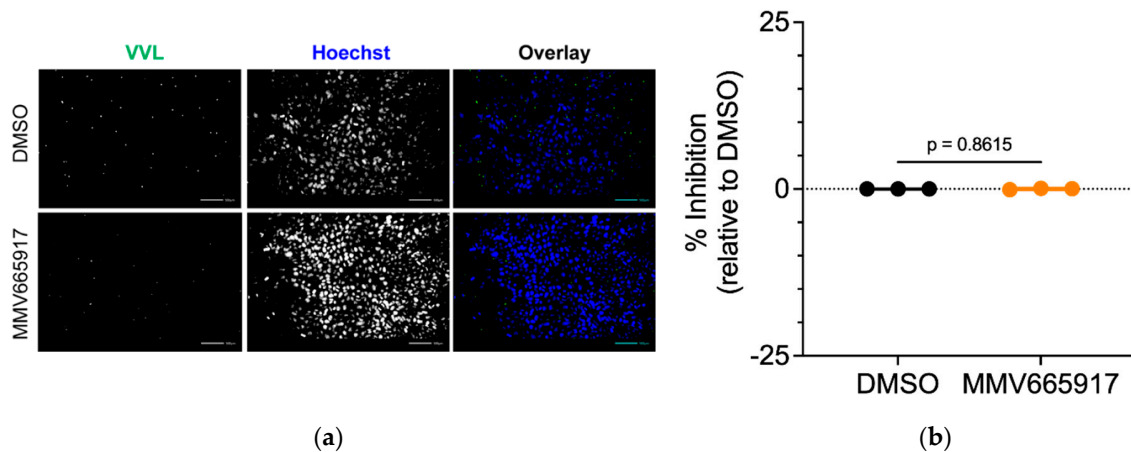 VVL Hoechst Overlay
DMSO
MMV665917
(a)
% Inhibition
(relative to DMSO)
25
p = 0.8615
0
-25
DMSO MMV665917
(b)